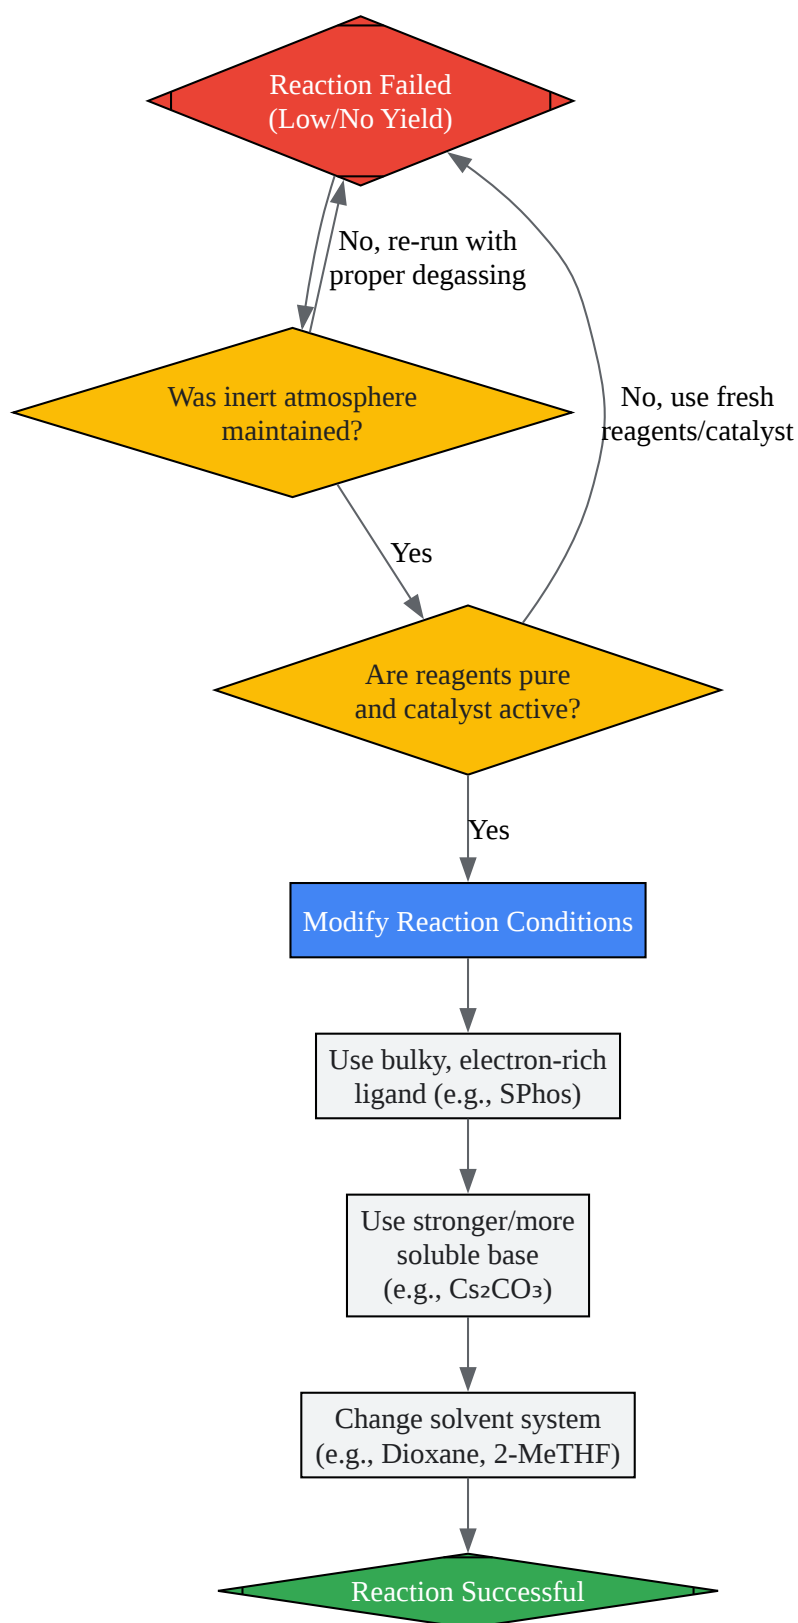 Reaction Failed
(Low/No Yield)
No, re-run with
proper degassing
Was inert atmosphere
maintained?
No, use fresh
reagents/catalyst
Yes
Are reagents pure
and catalyst active?
Yes
Modify Reaction Conditions
Use bulky, electron-rich
ligand (e.g., SPhos)
Use stronger/more
soluble base
(e.g., Cs₂CO₃)
Change solvent system
(e.g., Dioxane, 2-MeTHF)
Reaction Successful